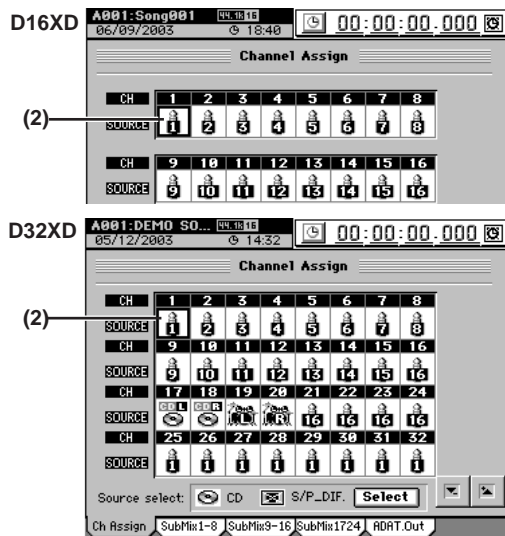 D16XD
A001:Song001 44.1k16 00:00:00.000
06/09/2003 18:40
Channel Assign
CH 1 2 3 4 5 6 7 8
(2)
SOURCE 1 2 3 4 5 6 7 8
CH 9 10 11 12 13 14 15 16
SOURCE 9 10 11 12 13 14 15 16
D32XD
A001:DEMO SO... 44.1k16 00:00:00.000
05/12/2003 14:32
Channel Assign
CH 1 2 3 4 5 6 7 8
(2)
SOURCE 1 2 3 4 5 6 7 8
CH 9 10 11 12 13 14 15 16
SOURCE 9 10 11 12 13 14 15 16
CH 17 18 19 20 21 22 23 24
SOURCE CDL CDR L R 16 16 16 16
CH 25 26 27 28 29 30 31 32
SOURCE 1 1 1 1 1 1 1 1
Source select: CD S/P_DIF. Select
Ch Assign SubMix1-8 SubMix9-16 SubMix1724 ADAT.Out